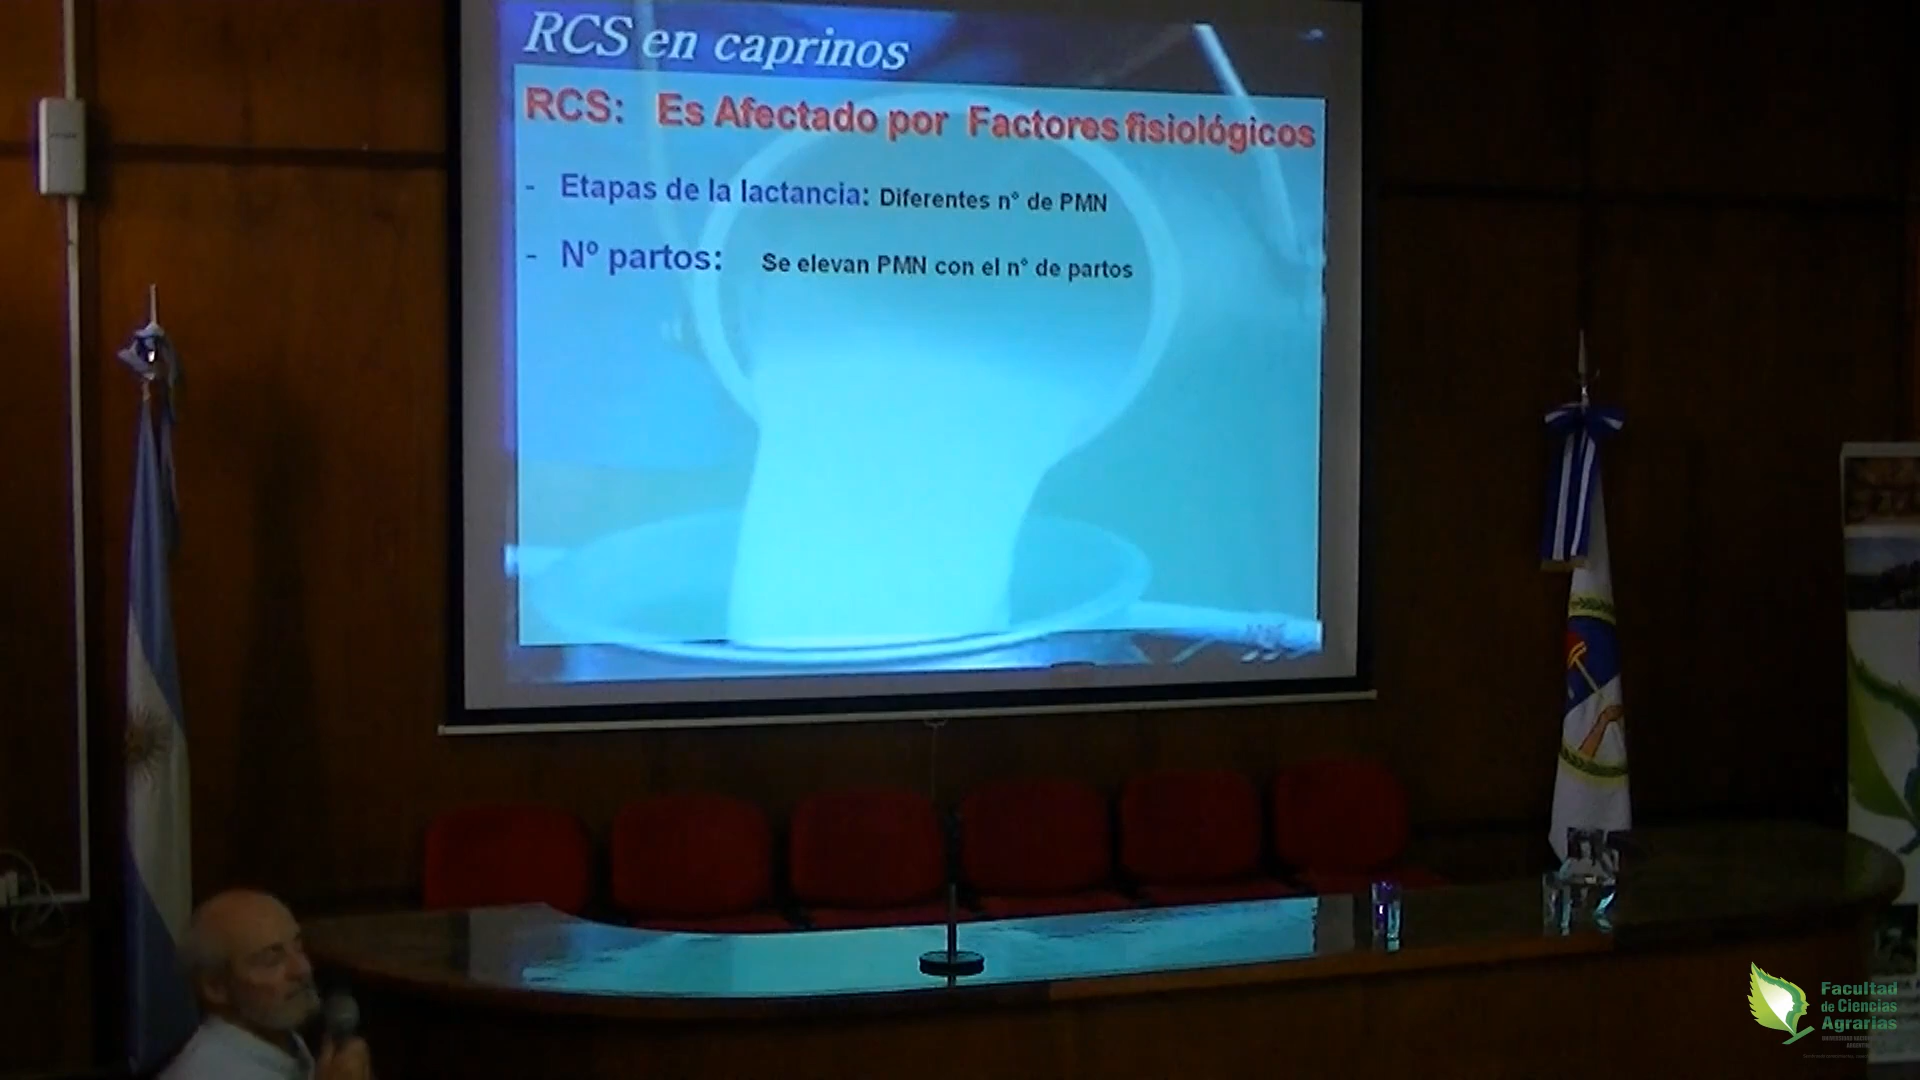 RCS en caprinos
RCS: Es Afectado por Factores fisiológicos
- Etapas de la lactancia: Diferentes n° de PMN
- Nº partos: Se elevan PMN con el n° de partos
Facultad
de Ciencias
Agrarias